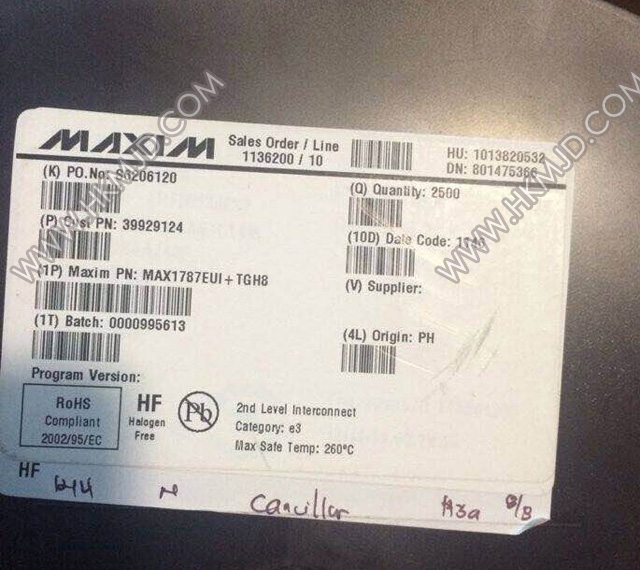 MAXIM
Sales Order / Line
1136200 / 10
HU: 1013820532
DN: 801475366
(K) PO.No: S6206120
(Q) Quantity: 2500
(P) Cust PN: 39929124
(10D) Date Code:
(1P) Maxim PN: MAX1787EUI+TGH8
(V) Supplier:
(1T) Batch: 0000995613
(4L) Origin: PH
Program Version:
RoHS
Compliant
2002/95/EC
HF
Halogen
Free
Pb
2nd Level Interconnect
Category: e3
Max Safe Temp: 260°C
HF
N
H3a
8/8
WWW.HKMJD.COM
WWW.HKMJD.COM